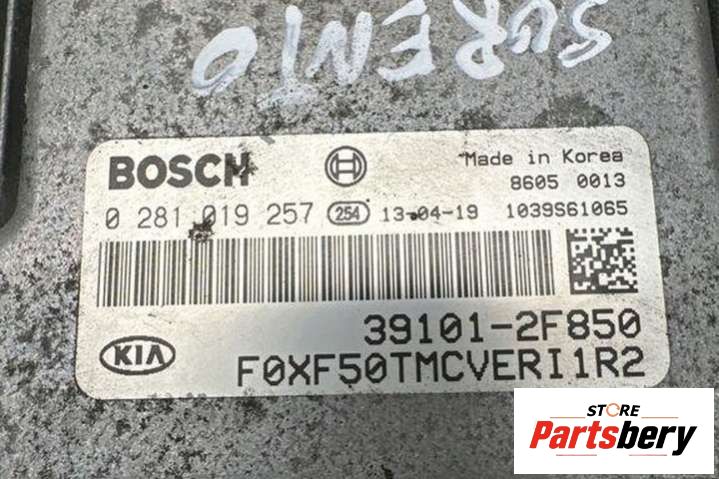 SURENTO
BOSCH
Made in Korea
8605 0013
0 281 019 257 254 13-04-19 1039S61065
39101-2F850
KIA
F0XF50TMCVERI1R2
STORE
Partsbery